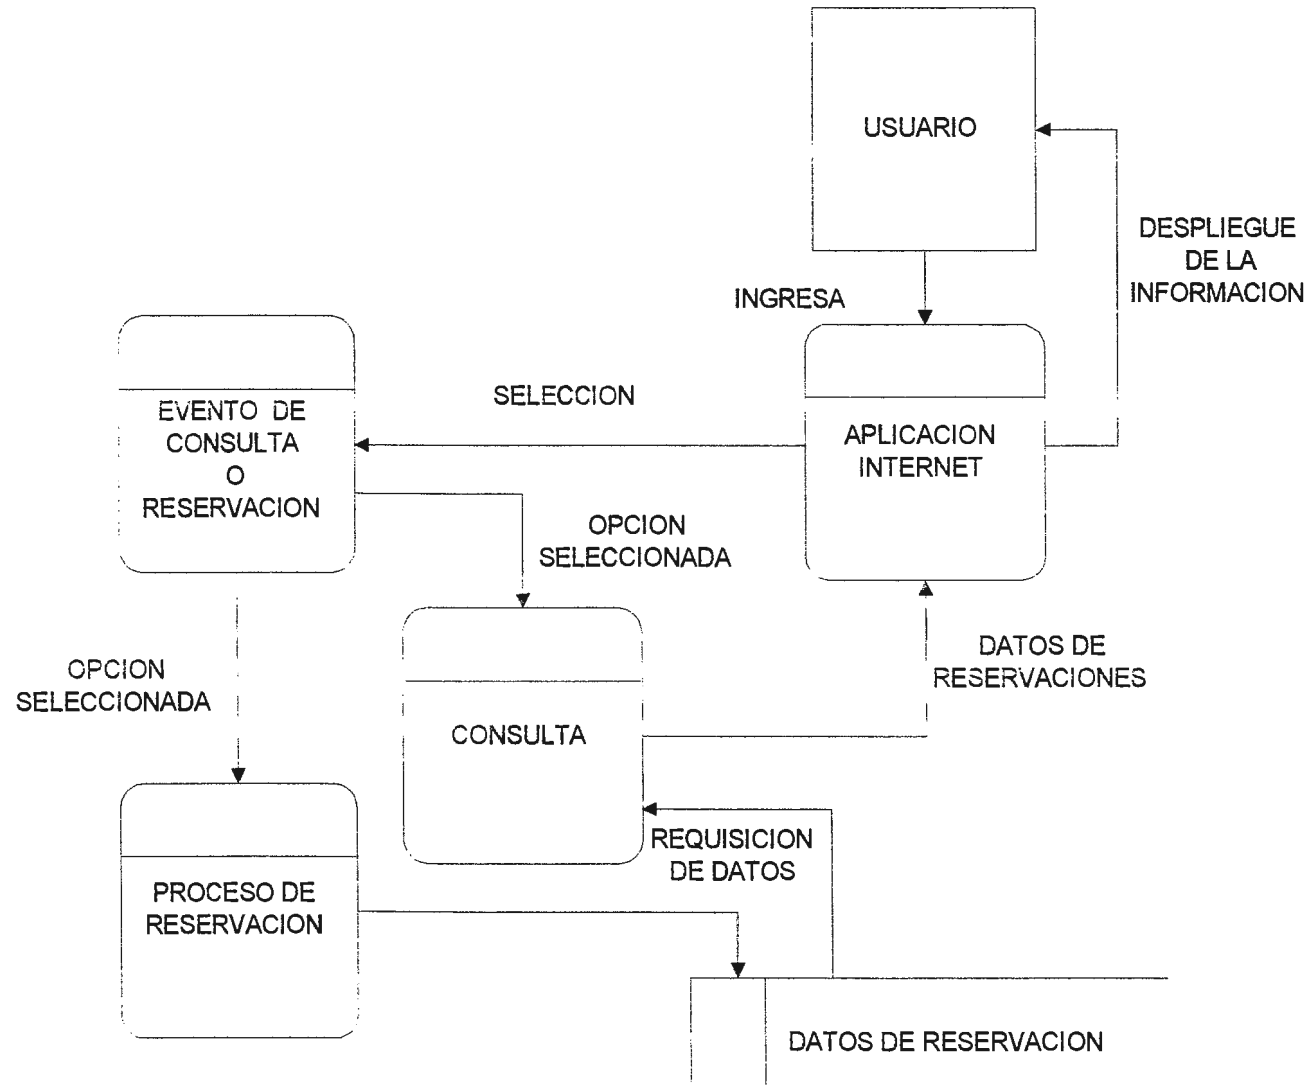 USUARIO
DESPLIEGUE
DE LA
INFORMACION
INGRESA
SELECCION
EVENTO DE
CONSULTA
O
RESERVACION
APLICACION
INTERNET
OPCION
SELECCIONADA
OPCION
SELECCIONADA
DATOS DE
RESERVACIONES
CONSULTA
REQUISICION
DE DATOS
PROCESO DE
RESERVACION
DATOS DE RESERVACION